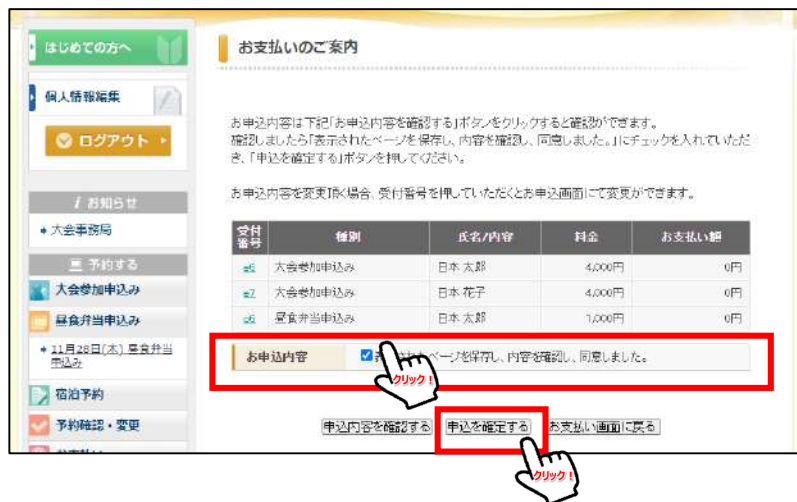 はじめての方へ
個人情報編集
ログアウト
お知らせ
大会事務局
予約する
大会参加申込み
昼食弁当申込み
11月28日(木) 昼食弁当
申込み
宿泊予約
予約確認・変更
お支払いのご案内
お申込内容は下記「お申込内容を確認する」ボタンをクリックすると確認ができます。
確認しましたら「表示されたページを保存し、内容を確認し、同意しました。」にチェックを入れていただ
き、「申込を確定する」ボタンを押してください。
お申込内容を変更頂く場合、受付番号を押していただくとお申込画面にて変更ができます。
受付番号 種別 氏名/内容 料金 お支払い額
大会参加申込み 日本 太郎 4,000円 0円
大会参加申込み 日本 花子 4,000円 0円
昼食弁当申込み 日本 太郎 1,000円 0円
お申込内容 されたページを保存し、内容を確認し、同意しました。
クリック!
申込内容を確認する 申込を確定する お支払い画面に戻る
クリック!